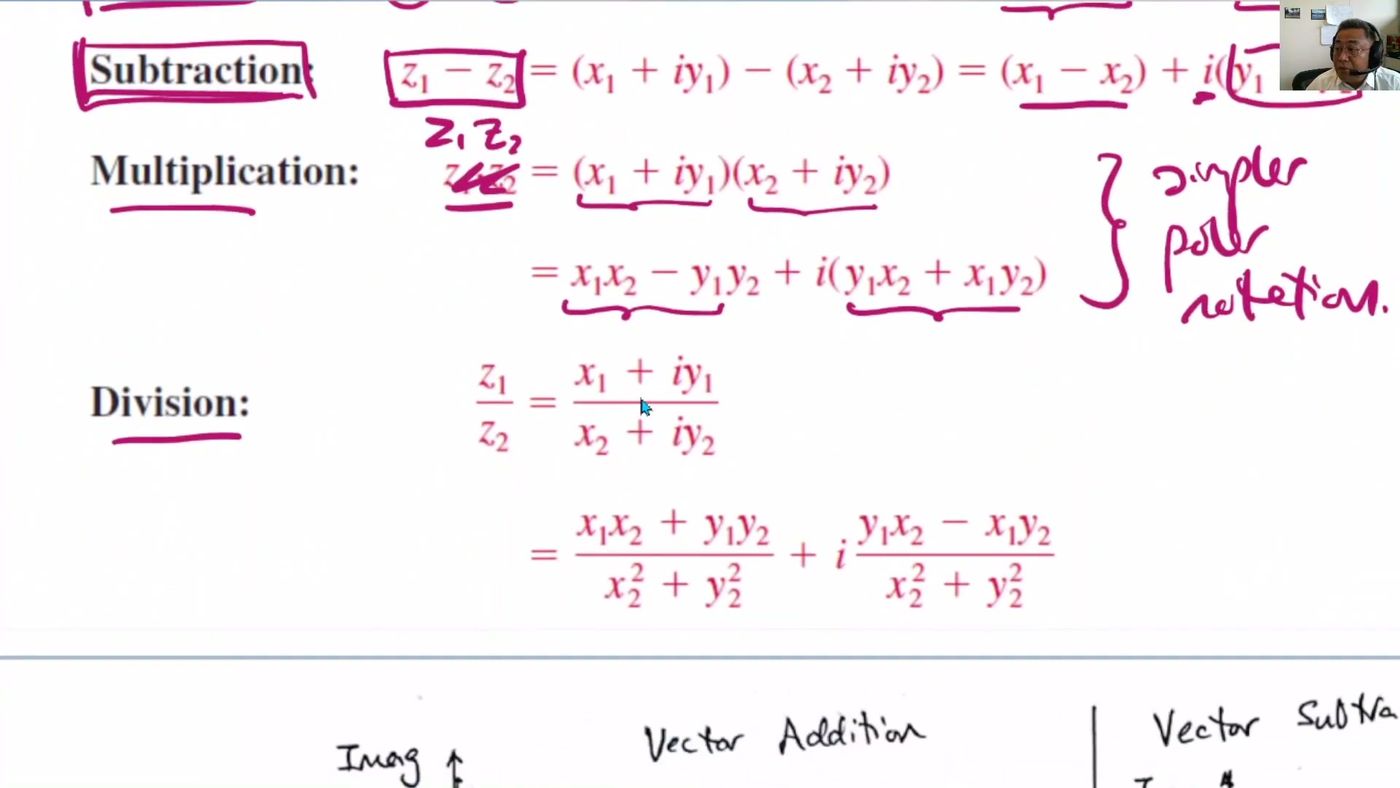 Subtraction: z₁ − z₂ = (x₁ + iy₁) − (x₂ + iy₂) = (x₁ − x₂) + i(y₁
z₁ z₂
Multiplication: = (x₁ + iy₁)(x₂ + iy₂)
= x₁x₂ − y₁y₂ + i(y₁x₂ + x₁y₂)
simpler
polar
rotation.
Division: z₁/z₂ = (x₁ + iy₁)/(x₂ + iy₂)
= (x₁x₂ + y₁y₂)/(x₂² + y₂²) + i (y₁x₂ − x₁y₂)/(x₂² + y₂²)
Imag
Vector Addition
Vector Subtra